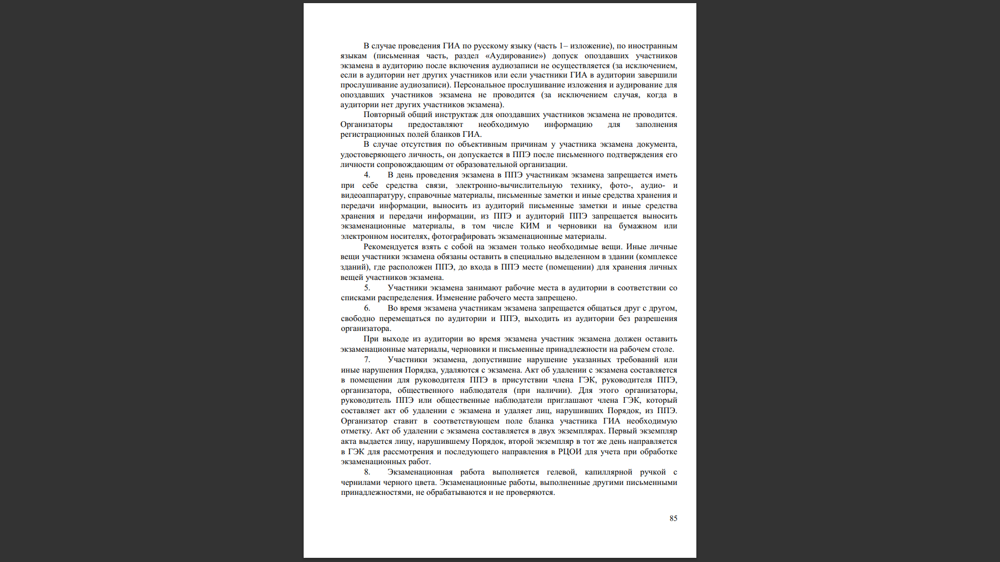 В случае проведения ГИА по русскому языку (часть 1– изложение), по иностранным
языкам (письменная часть, раздел «Аудирование») допуск опоздавших участников
экзамена в аудиторию после включения аудиозаписи не осуществляется (за исключением,
если в аудитории нет других участников или если участники ГИА в аудитории завершили
прослушивание аудиозаписи). Персональное прослушивание изложения и аудирование для
опоздавших участников экзамена не проводится (за исключением случая, когда в
аудитории нет других участников экзамена).
Повторный общий инструктаж для опоздавших участников экзамена не проводится.
Организаторы предоставляют необходимую информацию для заполнения
регистрационных полей бланков ГИА.
В случае отсутствия по объективным причинам у участника экзамена документа,
удостоверяющего личность, он допускается в ППЭ после письменного подтверждения его
личности сопровождающим от образовательной организации.
4. В день проведения экзамена в ППЭ участникам экзамена запрещается иметь
при себе средства связи, электронно-вычислительную технику, фото-, аудио- и
видеоаппаратуру, справочные материалы, письменные заметки и иные средства хранения и
передачи информации, выносить из аудиторий письменные заметки и иные средства
хранения и передачи информации, из ППЭ и аудиторий ППЭ запрещается выносить
экзаменационные материалы, в том числе КИМ и черновики на бумажном или
электронном носителях, фотографировать экзаменационные материалы.
Рекомендуется взять с собой на экзамен только необходимые вещи. Иные личные
вещи участники экзамена обязаны оставить в специально выделенном в здании (комплексе
зданий), где расположен ППЭ, до входа в ППЭ месте (помещении) для хранения личных
вещей участников экзамена.
5. Участники экзамена занимают рабочие места в аудитории в соответствии со
списками распределения. Изменение рабочего места запрещено.
6. Во время экзамена участникам экзамена запрещается общаться друг с другом,
свободно перемещаться по аудитории и ППЭ, выходить из аудитории без разрешения
организатора.
При выходе из аудитории во время экзамена участник экзамена должен оставить
экзаменационные материалы, черновики и письменные принадлежности на рабочем столе.
7. Участники экзамена, допустившие нарушение указанных требований или
иные нарушения Порядка, удаляются с экзамена. Акт об удалении с экзамена составляется
в помещении для руководителя ППЭ в присутствии члена ГЭК, руководителя ППЭ,
организатора, общественного наблюдателя (при наличии). Для этого организаторы,
руководитель ППЭ или общественные наблюдатели приглашают члена ГЭК, который
составляет акт об удалении с экзамена и удаляет лиц, нарушивших Порядок, из ППЭ.
Организатор ставит в соответствующем поле бланка участника ГИА необходимую
отметку. Акт об удалении с экзамена составляется в двух экземплярах. Первый экземпляр
акта выдается лицу, нарушившему Порядок, второй экземпляр в тот же день направляется
в ГЭК для рассмотрения и последующего направления в РЦОИ для учета при обработке
экзаменационных работ.
8. Экзаменационная работа выполняется гелевой, капиллярной ручкой с
чернилами черного цвета. Экзаменационные работы, выполненные другими письменными
принадлежностями, не обрабатываются и не проверяются.
85